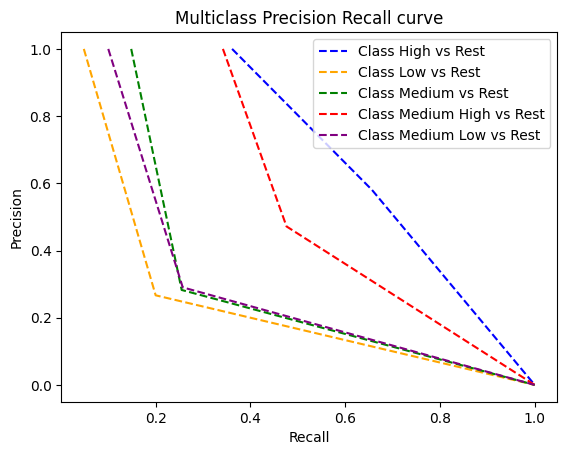 Multiclass Precision Recall curve
Class High vs Rest
Class Low vs Rest
Class Medium vs Rest
Class Medium High vs Rest
Class Medium Low vs Rest
1.0
0.8
0.6
0.4
0.2
0.0
Precision
0.2 0.4 0.6 0.8 1.0
Recall